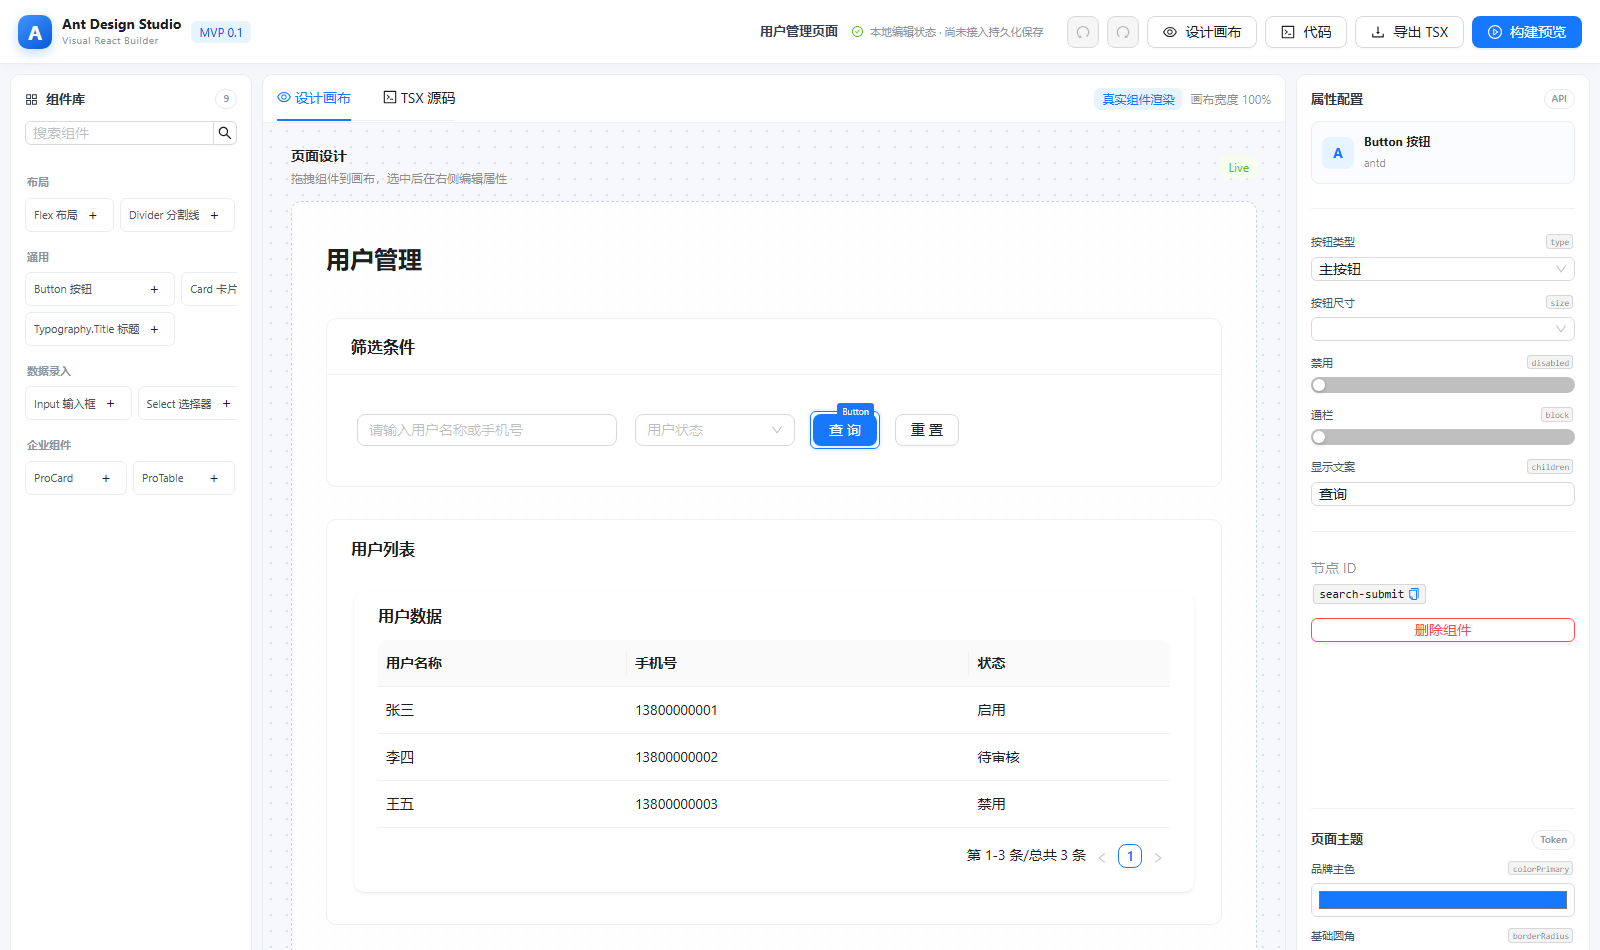 A
Ant Design Studio
Visual React Builder
MVP 0.1
用户管理页面
本地编辑状态 · 尚未接入持久化保存
设计画布
代码
导出 TSX
构建预览
组件库
9
搜索组件
布局
Flex 布局 +
Divider 分割线 +
通用
Button 按钮 +
Card 卡片
Typography.Title 标题 +
数据录入
Input 输入框 +
Select 选择器 +
企业组件
ProCard +
ProTable +
设计画布
TSX 源码
真实组件渲染
画布宽度 100%
页面设计
拖拽组件到画布，选中后在右侧编辑属性
Live
用户管理
筛选条件
请输入用户名称或手机号
用户状态
Button
查 询
重 置
用户列表
用户数据
用户名称 手机号 状态
张三 13800000001 启用
李四 13800000002 待审核
王五 13800000003 禁用
第 1-3 条/总共 3 条 < 1 >
属性配置
API
A
Button 按钮
antd
按钮类型 type
主按钮
按钮尺寸 size
禁用 disabled
通栏 block
显示文案 children
查询
节点 ID
search-submit
删除组件
页面主题
Token
品牌主色 colorPrimary
基础圆角 borderRadius